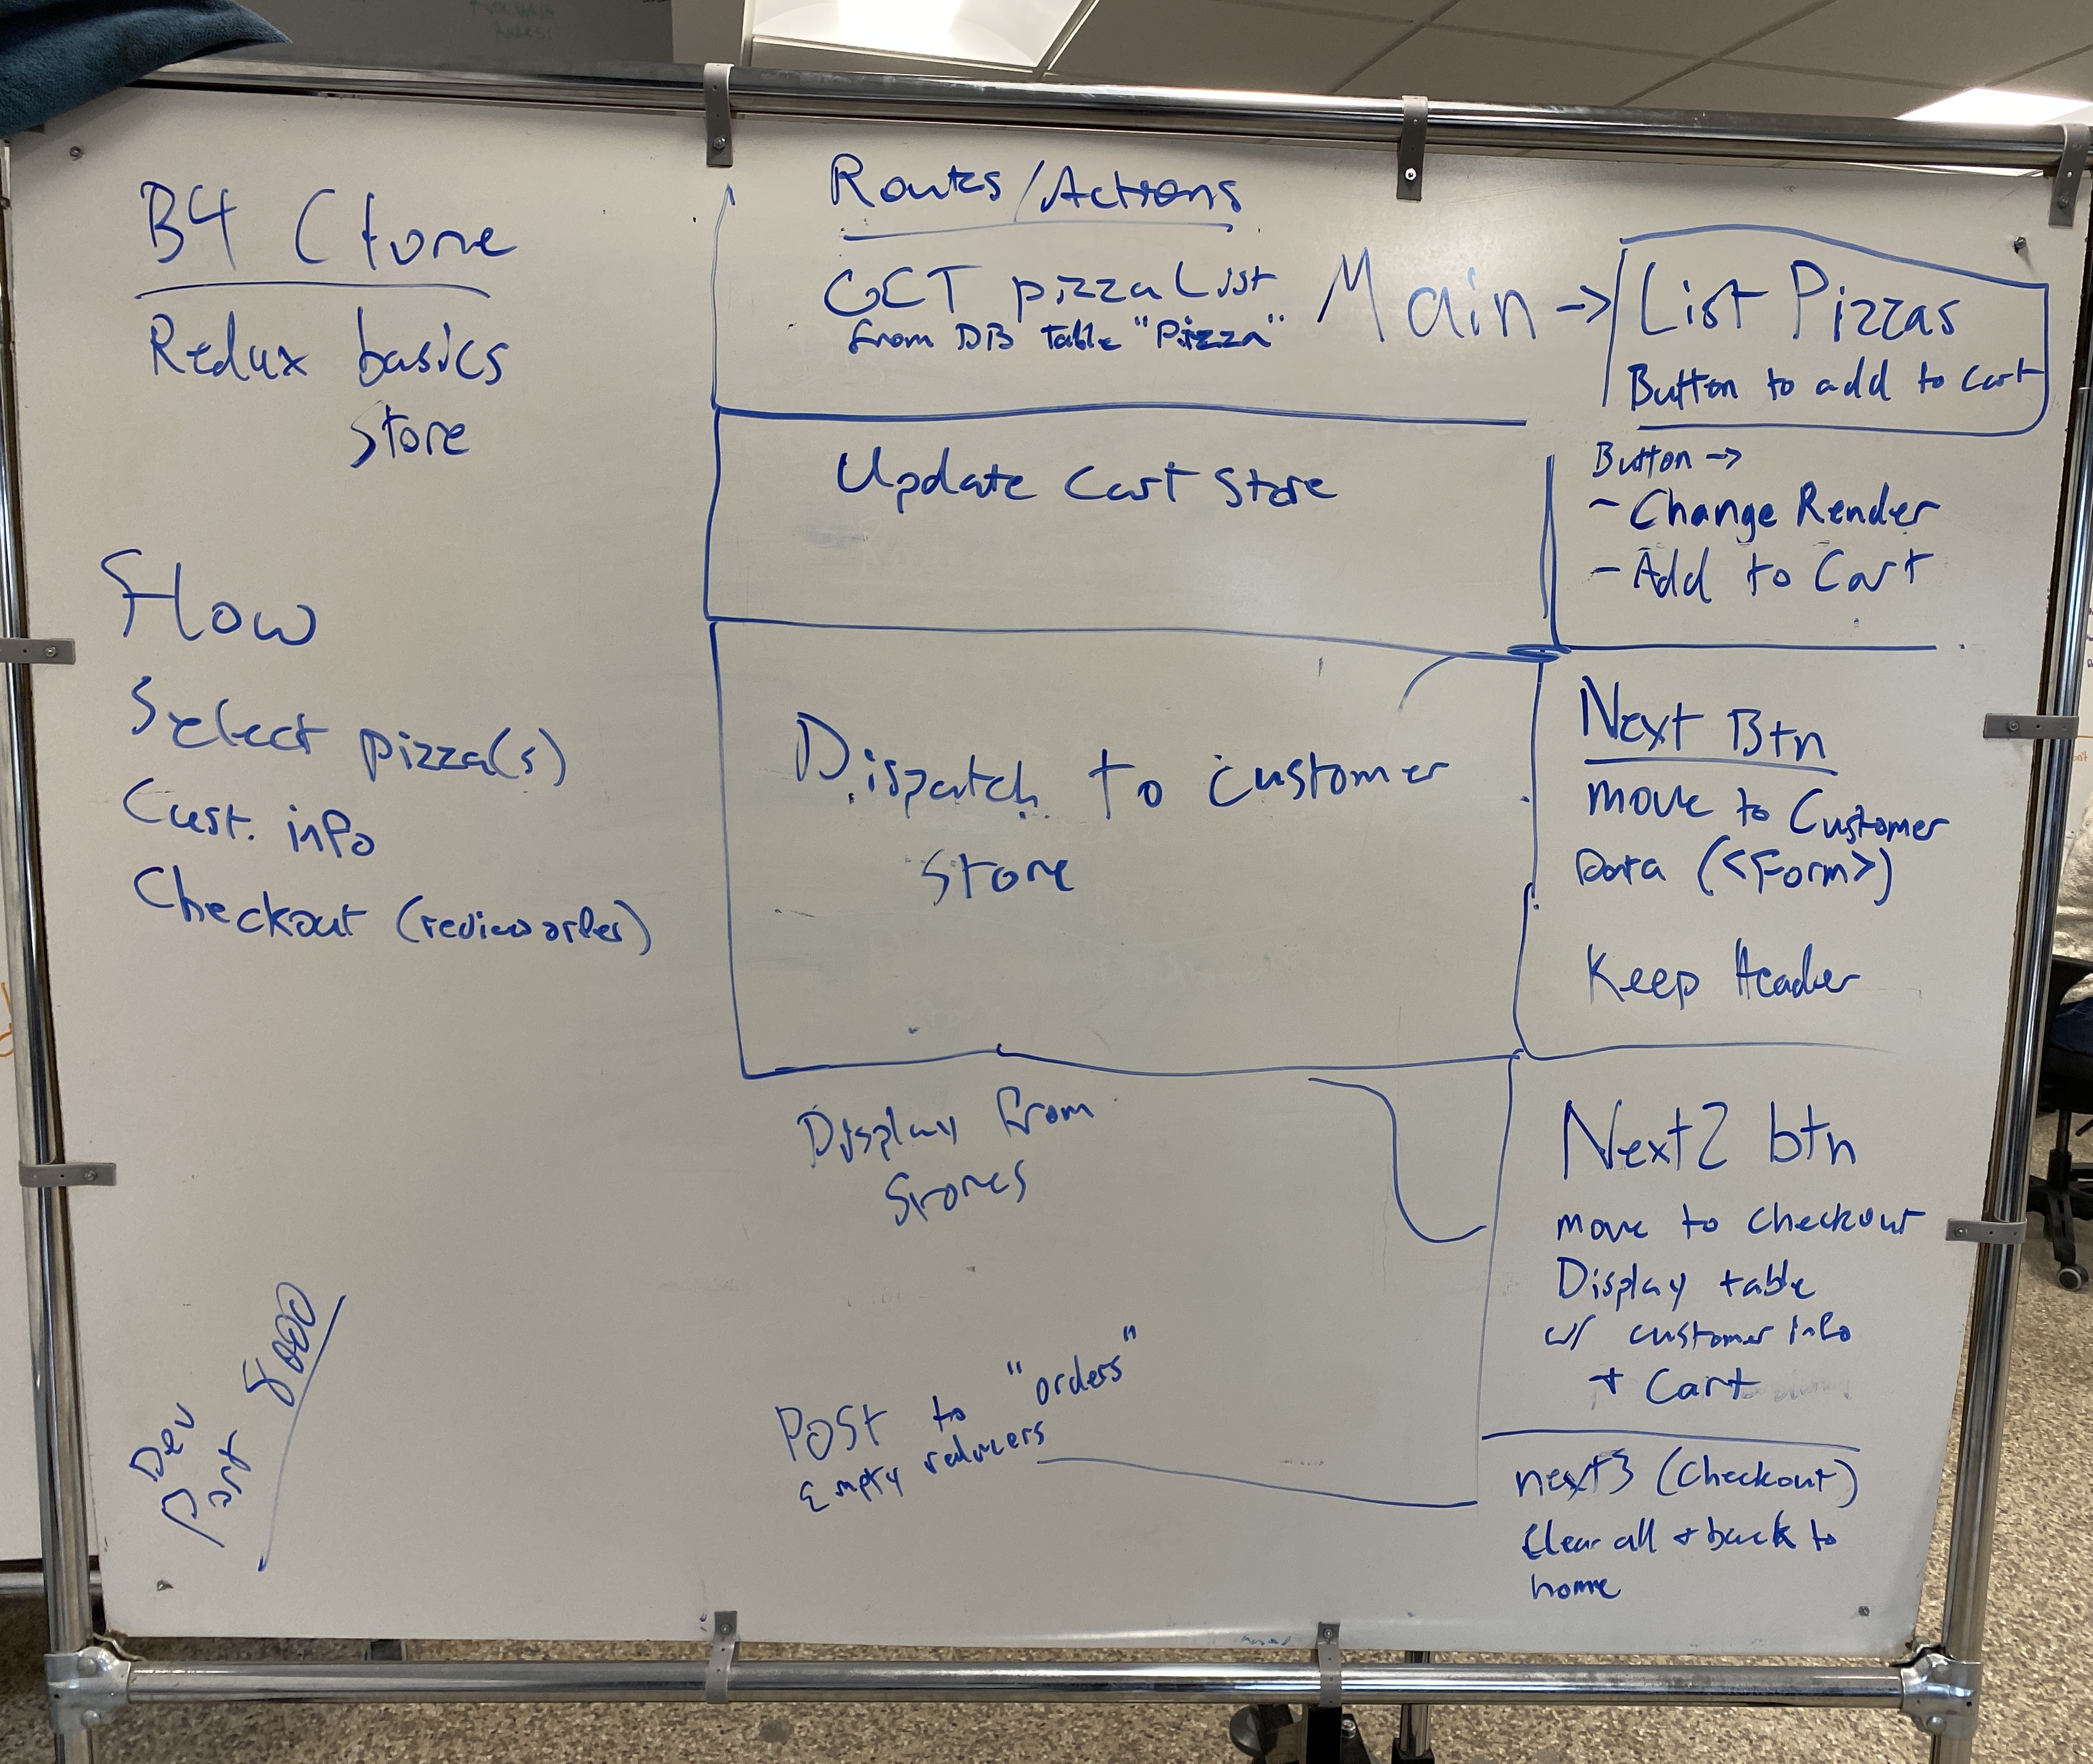 B4 Clone
Redux basics
store
Flow
Select pizza(s)
Cust. info
Checkout (review order)
Dev
Port 8000
Routes/Actions
GET pizza List
from DB table "Pizza"
Update Cart Store
Dispatch to customer
store
Display from
stores
POST to "orders"
Empty reducers
Main → List Pizzas
Button to add to cart
Button →
- Change Render
- Add to Cart
Next Btn
move to Customer
Data (<Form>)
Keep Header
Next2 btn
move to checkout
Display table
w/ customer info
+ Cart
next3 (Checkout)
Clear all + back to
home